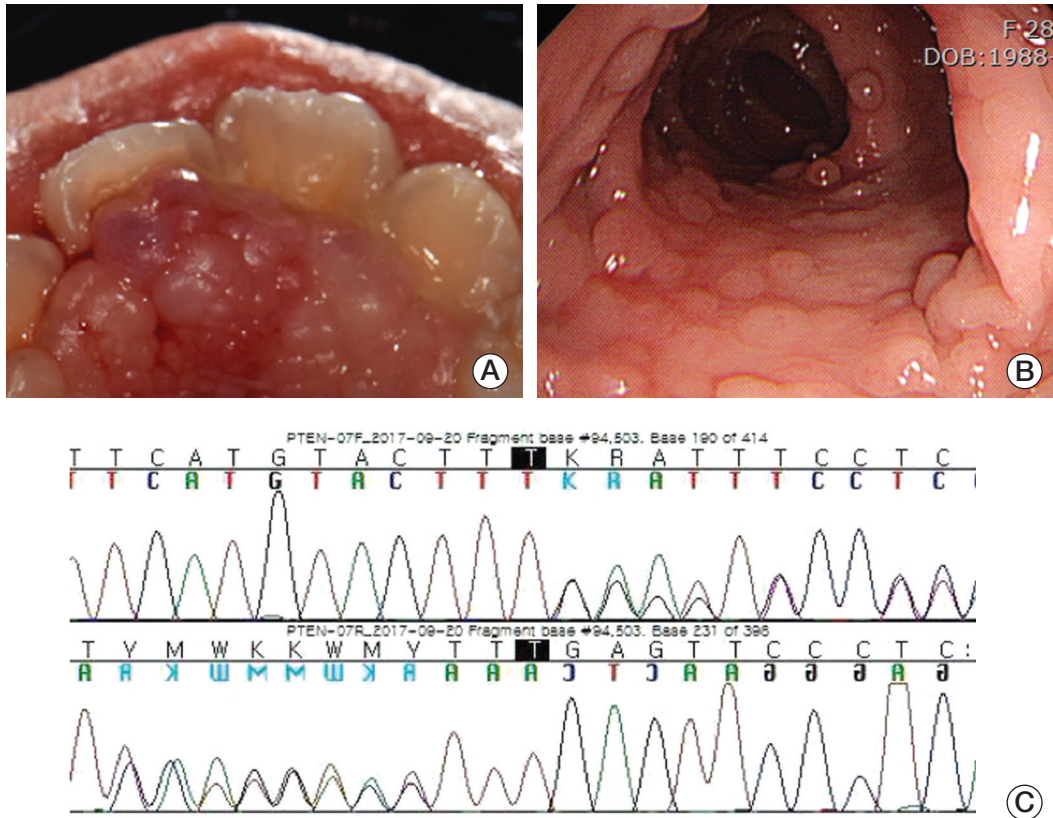 F 28
DOB:1988-
A
B
PTEN-07F_2017-09-20 Fragment base #94,503. Base 190 of 414
T T C A T G T A C T T T K R A T T T C C T C
T T C A T G T A C T T T K R A T T T C C T C
PTEN-07R_2017-09-20 Fragment base #94,503. Base 231 of 396
T Y M W K K W M Y T T T G A G T T C C C T C
C